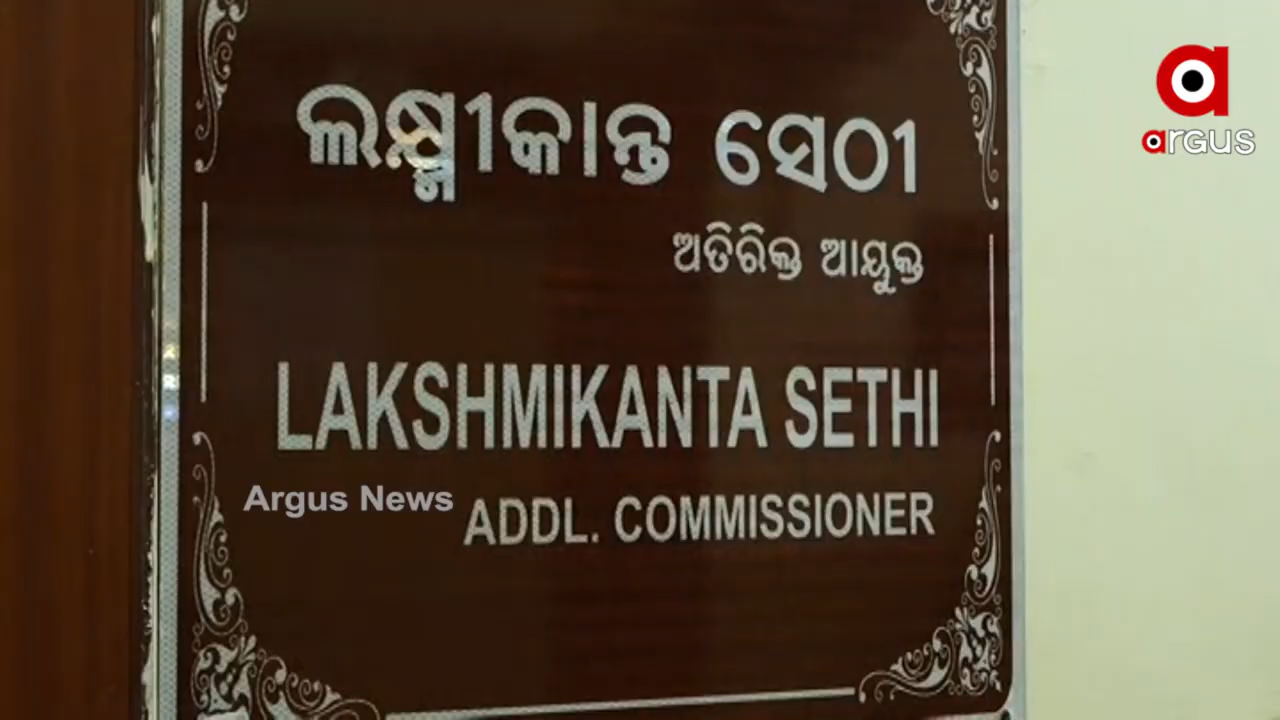 ଲକ୍ଷ୍ମୀକାନ୍ତ ସେଠୀ
ଅତିରିକ୍ତ ଆୟୁକ୍ତ
LAKSHMIKANTA SETHI
ADDL. COMMISSIONER
Argus News
argus